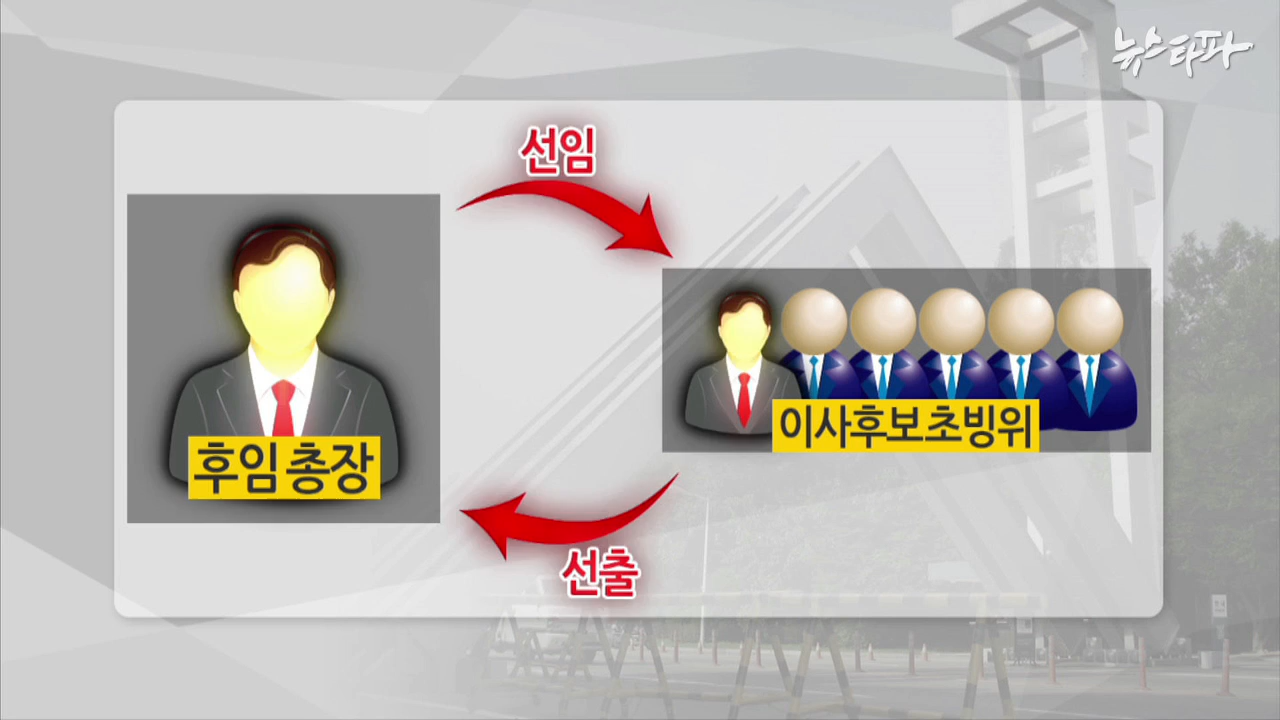 뉴스타파
선임
후임 총장
이사후보초빙위
선출